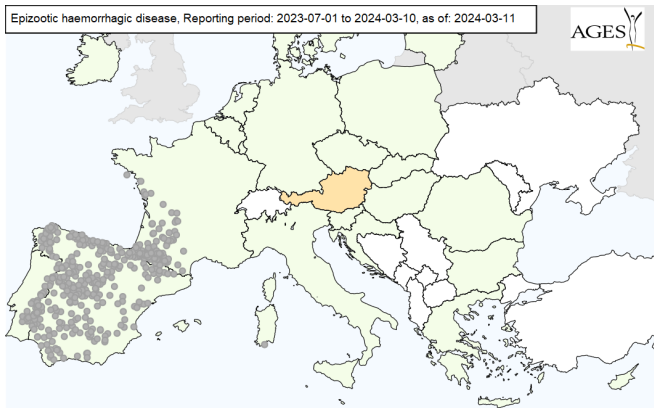 Epizootic haemorrhagic disease, Reporting period: 2023-07-01 to 2024-03-10, as of: 2024-03-11
AGES